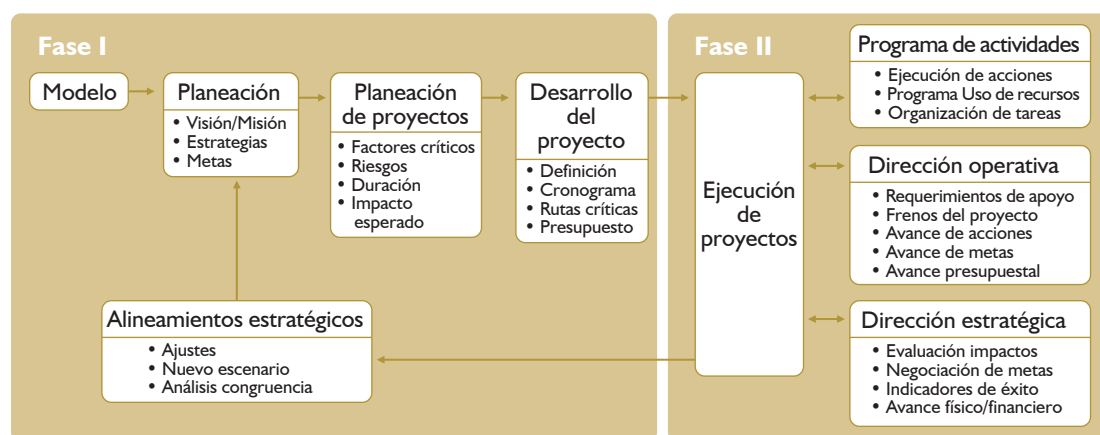 Fase I
Modelo
Planeación
• Visión/Misión
• Estrategias
• Metas
Planeación
de proyectos
• Factores críticos
• Riesgos
• Duración
• Impacto
esperado
Desarrollo
del
proyecto
• Definición
• Cronograma
• Rutas críticas
• Presupuesto
Alineamientos estratégicos
• Ajustes
• Nuevo escenario
• Análisis congruencia
Fase II
Ejecución
de
proyectos
Programa de actividades
• Ejecución de acciones
• Programa Uso de recursos
• Organización de tareas
Dirección operativa
• Requerimientos de apoyo
• Frenos del proyecto
• Avance de acciones
• Avance de metas
• Avance presupuestal
Dirección estratégica
• Evaluación impactos
• Negociación de metas
• Indicadores de éxito
• Avance físico/financiero